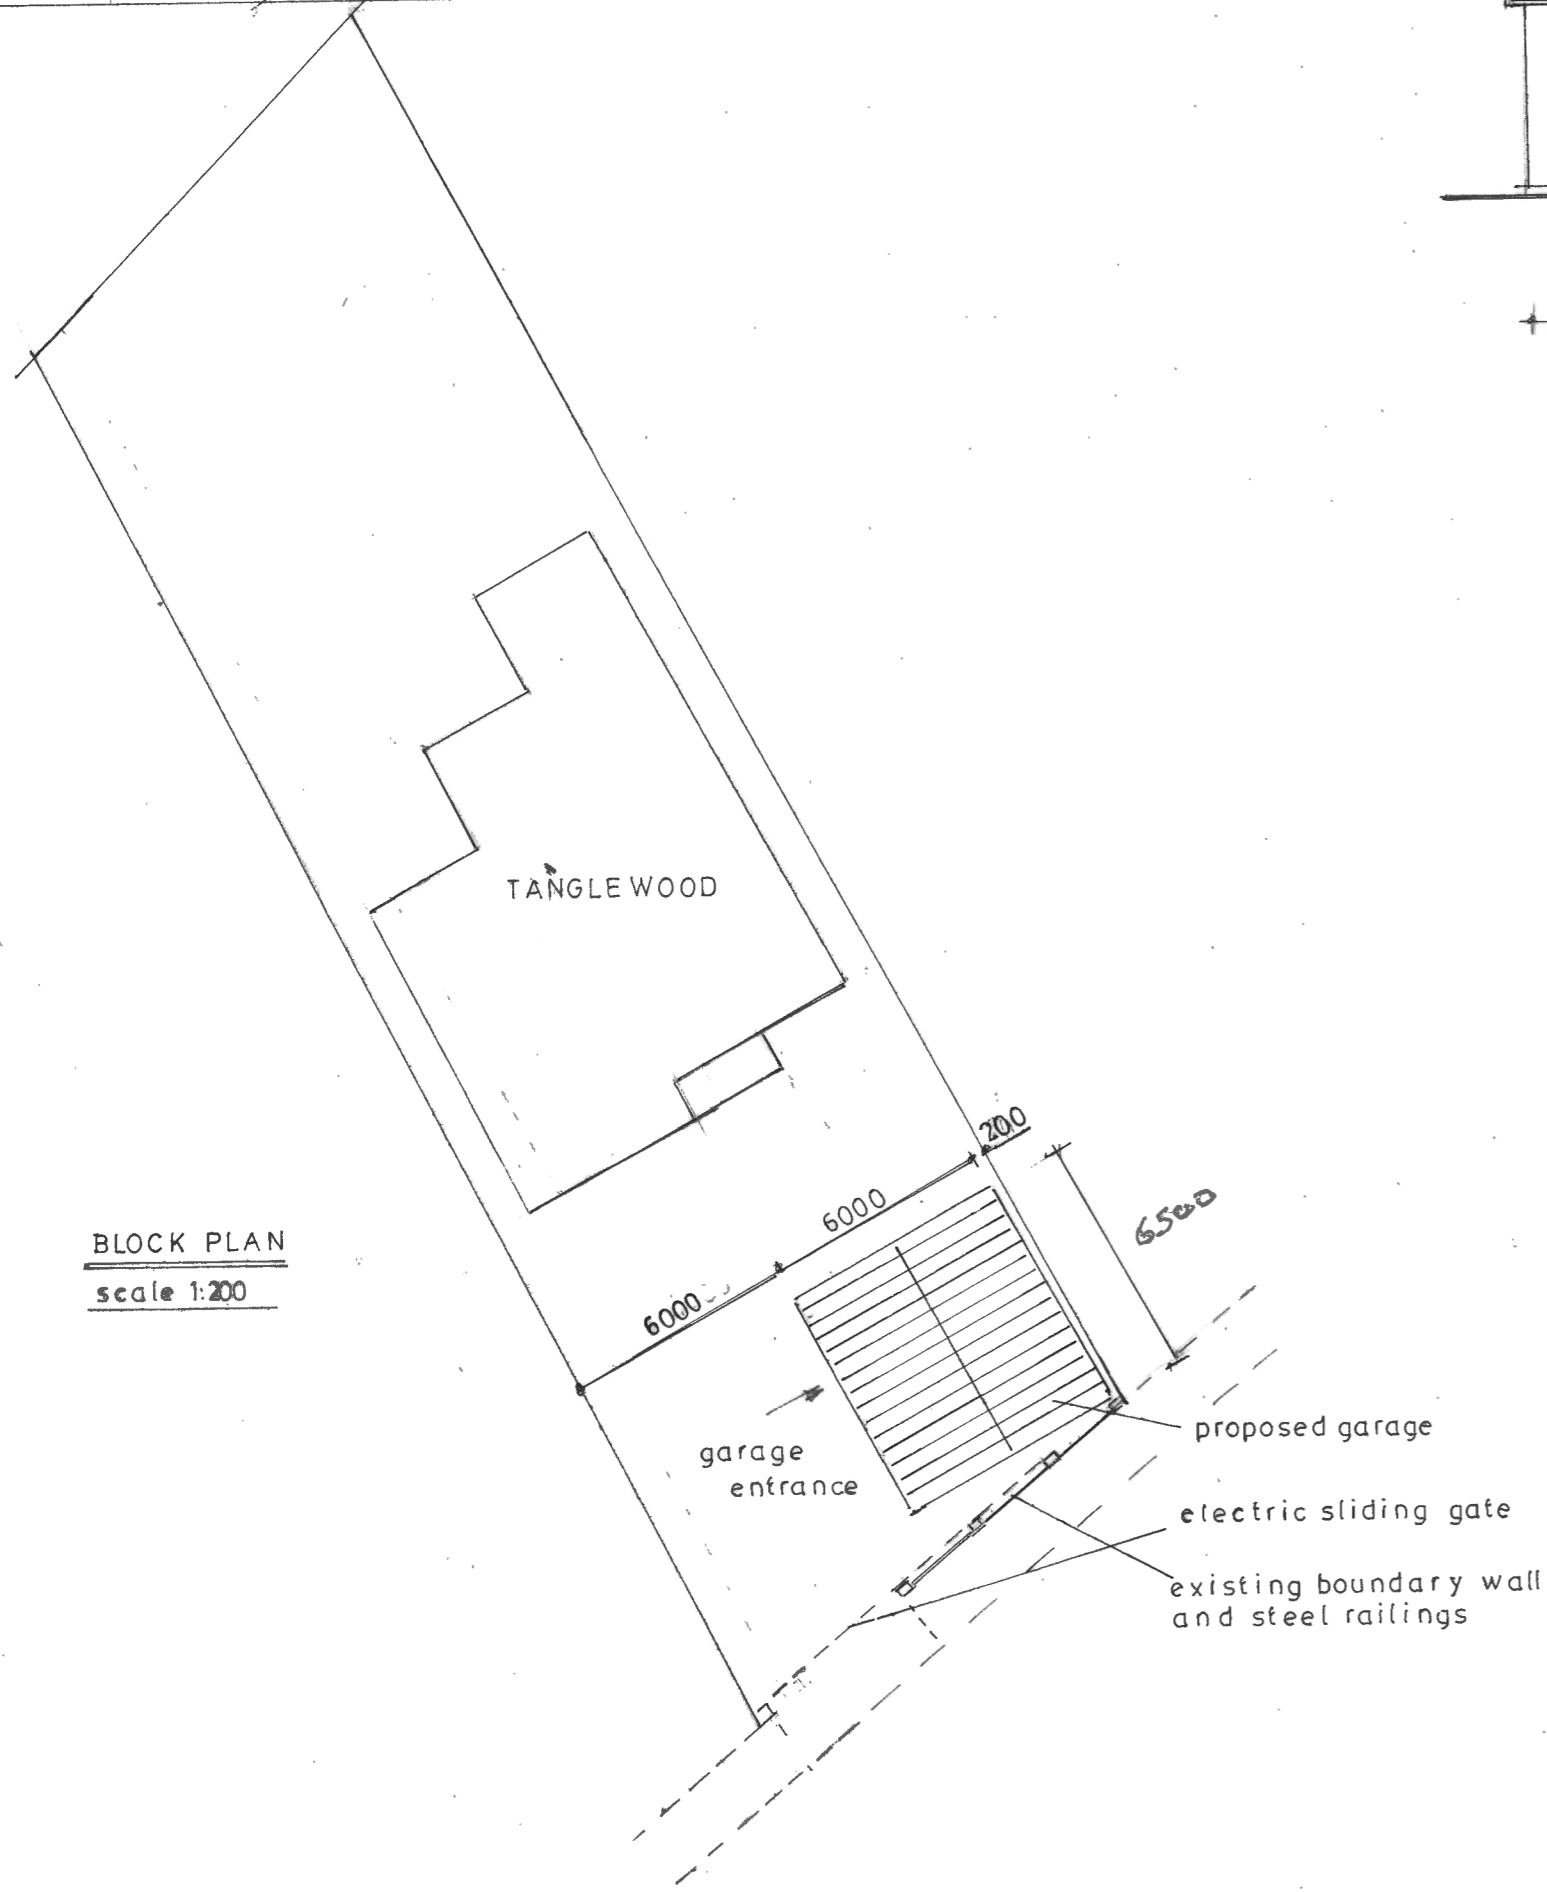 TANGLEWOOD
200
6000
6500
BLOCK PLAN
scale 1:200
6000
garage
entrance
proposed garage
electric sliding gate
existing boundary wall
and steel railings